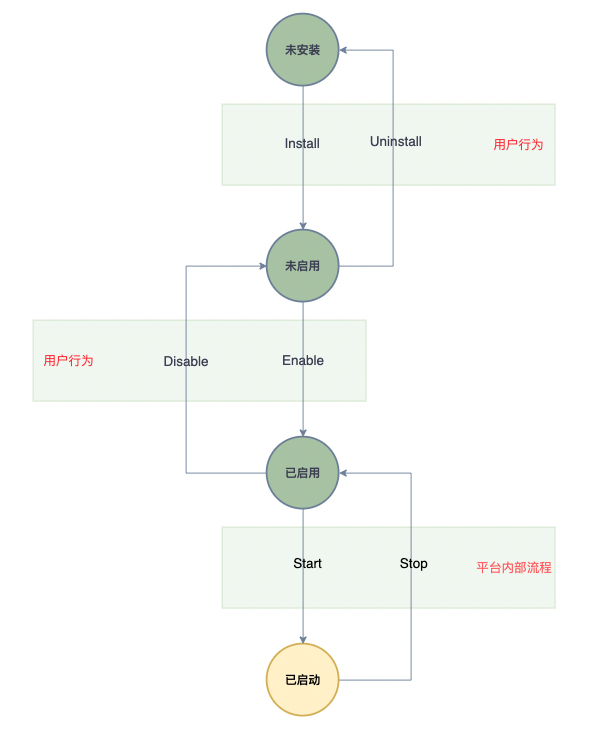 未安装
Install
Uninstall
用户行为
未启用
用户行为
Disable
Enable
已启用
Start
Stop
平台内部流程
已启动